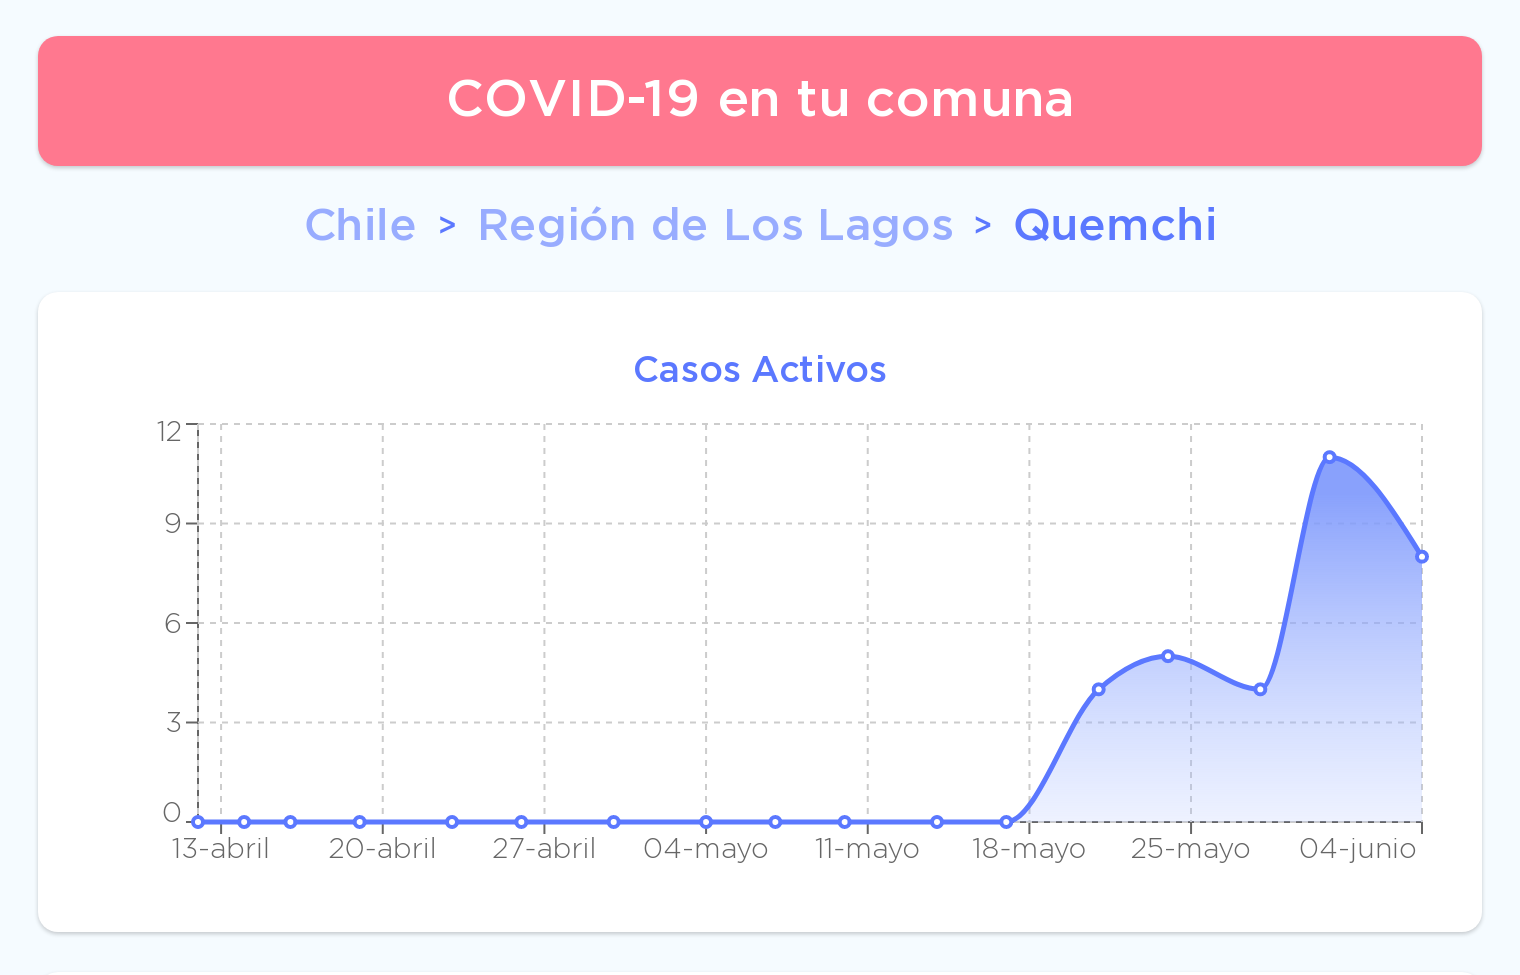 COVID-19 en tu comuna
Chile > Región de Los Lagos > Quemchi
Casos Activos
12
9
6
3
0
13-abril 20-abril 27-abril 04-mayo 11-mayo 18-mayo 25-mayo 04-junio